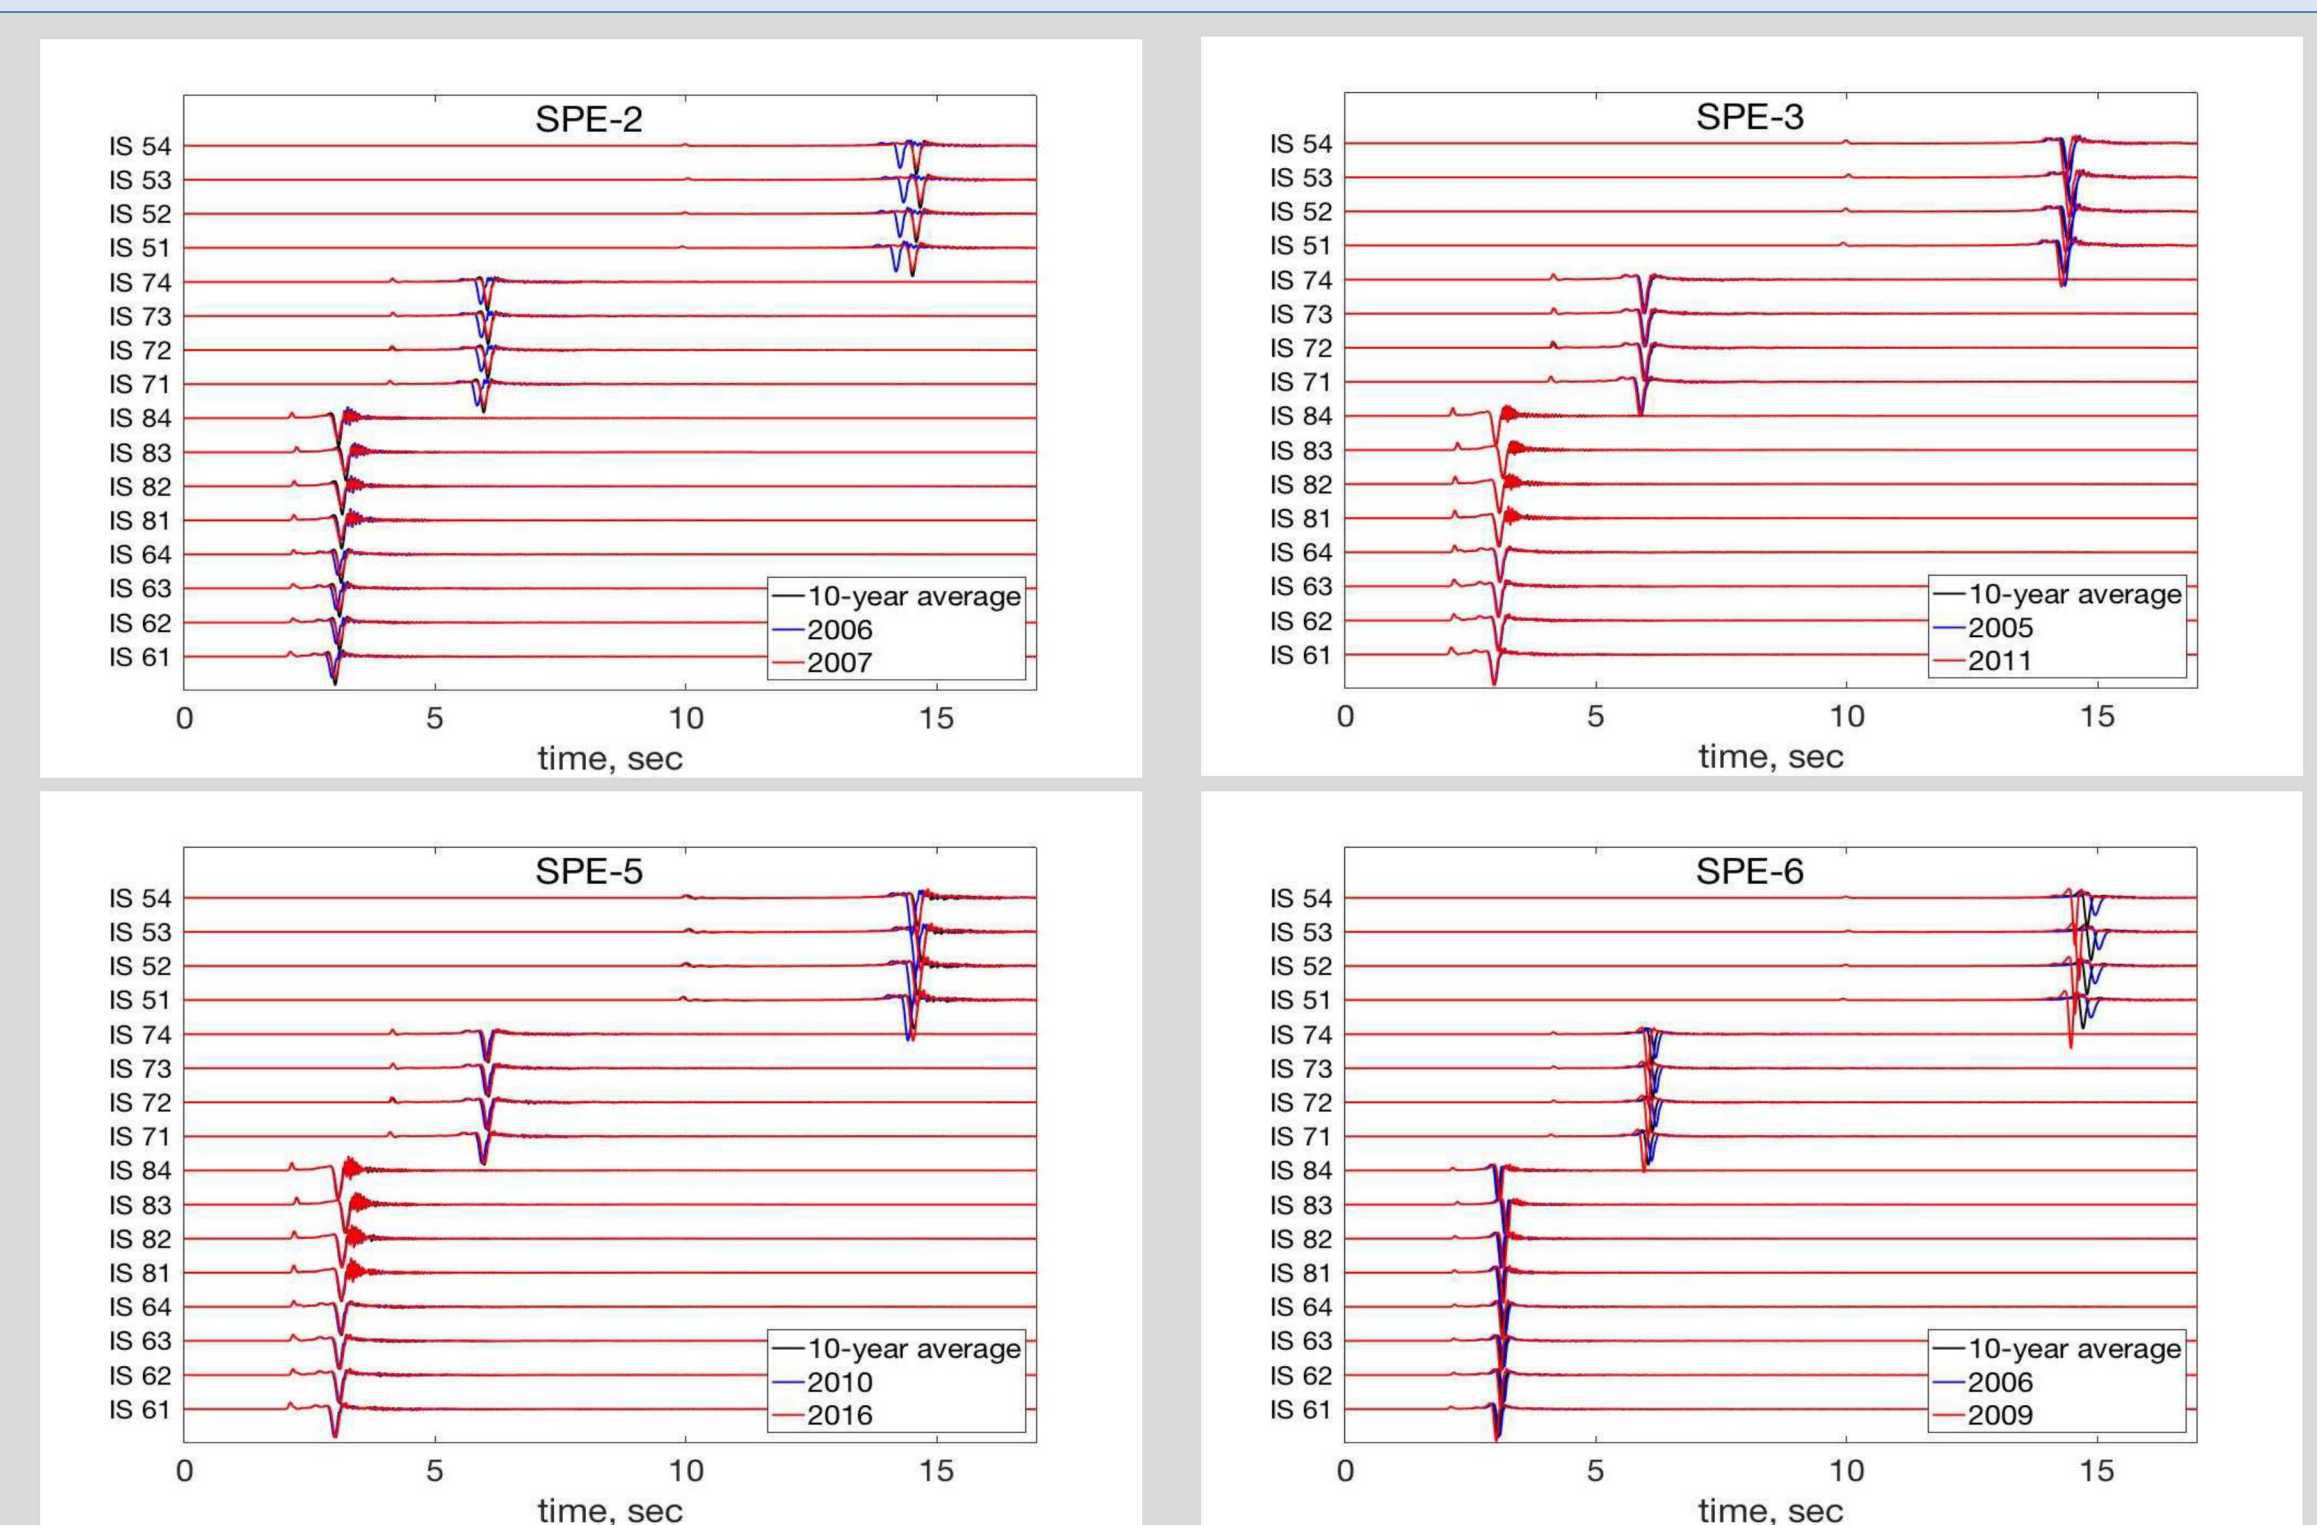 SPE-2
IS 54
IS 53
IS 52
IS 51
IS 74
IS 73
IS 72
IS 71
IS 84
IS 83
IS 82
IS 81
IS 64
IS 63
IS 62
IS 61
10-year average
2006
2007
0 5 10 15
time, sec
SPE-3
IS 54
IS 53
IS 52
IS 51
IS 74
IS 73
IS 72
IS 71
IS 84
IS 83
IS 82
IS 81
IS 64
IS 63
IS 62
IS 61
10-year average
2005
2011
0 5 10 15
time, sec
SPE-5
IS 54
IS 53
IS 52
IS 51
IS 74
IS 73
IS 72
IS 71
IS 84
IS 83
IS 82
IS 81
IS 64
IS 63
IS 62
IS 61
10-year average
2010
2016
0 5 10 15
time, sec
SPE-6
IS 54
IS 53
IS 52
IS 51
IS 74
IS 73
IS 72
IS 71
IS 84
IS 83
IS 82
IS 81
IS 64
IS 63
IS 62
IS 61
10-year average
2006
2009
0 5 10 15
time, sec